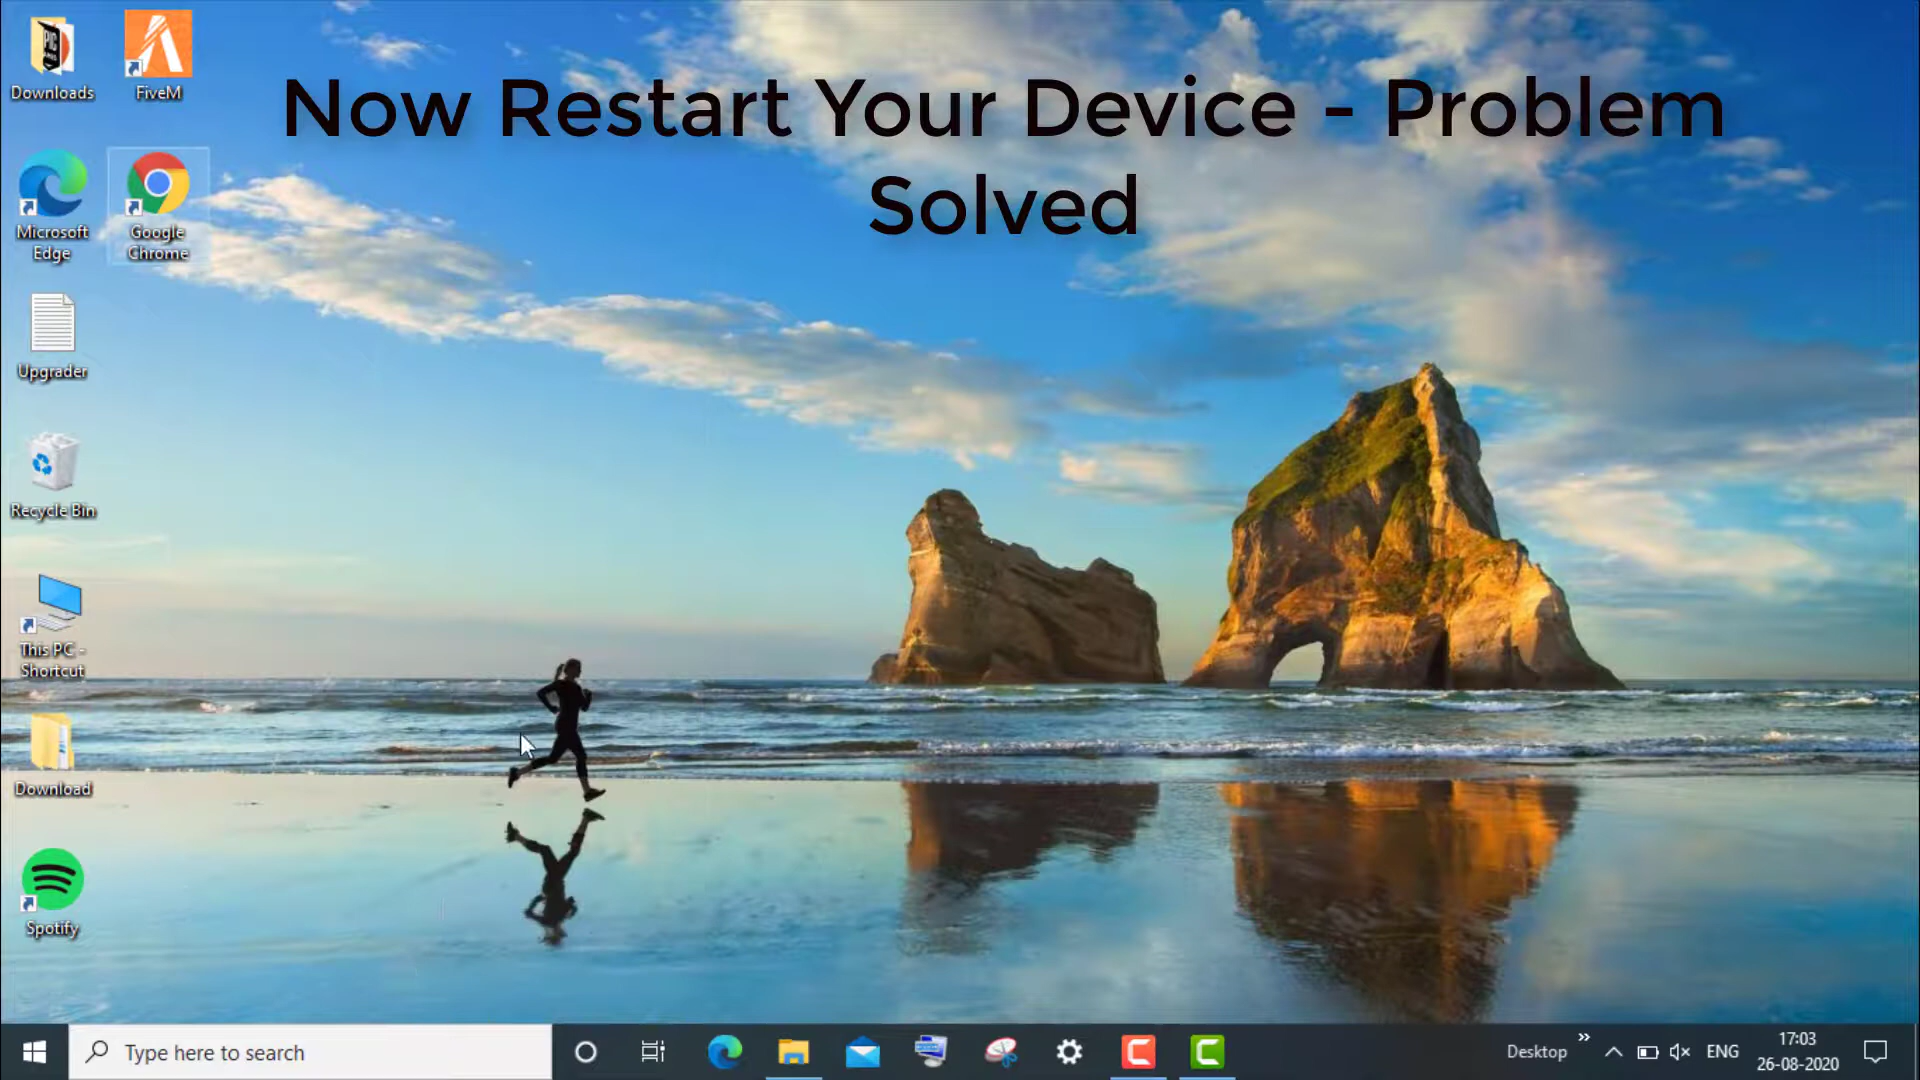 Now Restart Your Device - Problem
Solved
Downloads
FiveM
Microsoft
Edge
Google
Chrome
Upgrader
Recycle Bin
This PC -
Shortcut
Download
Spotify
Type here to search
Desktop
ENG
17:03
26-08-2020